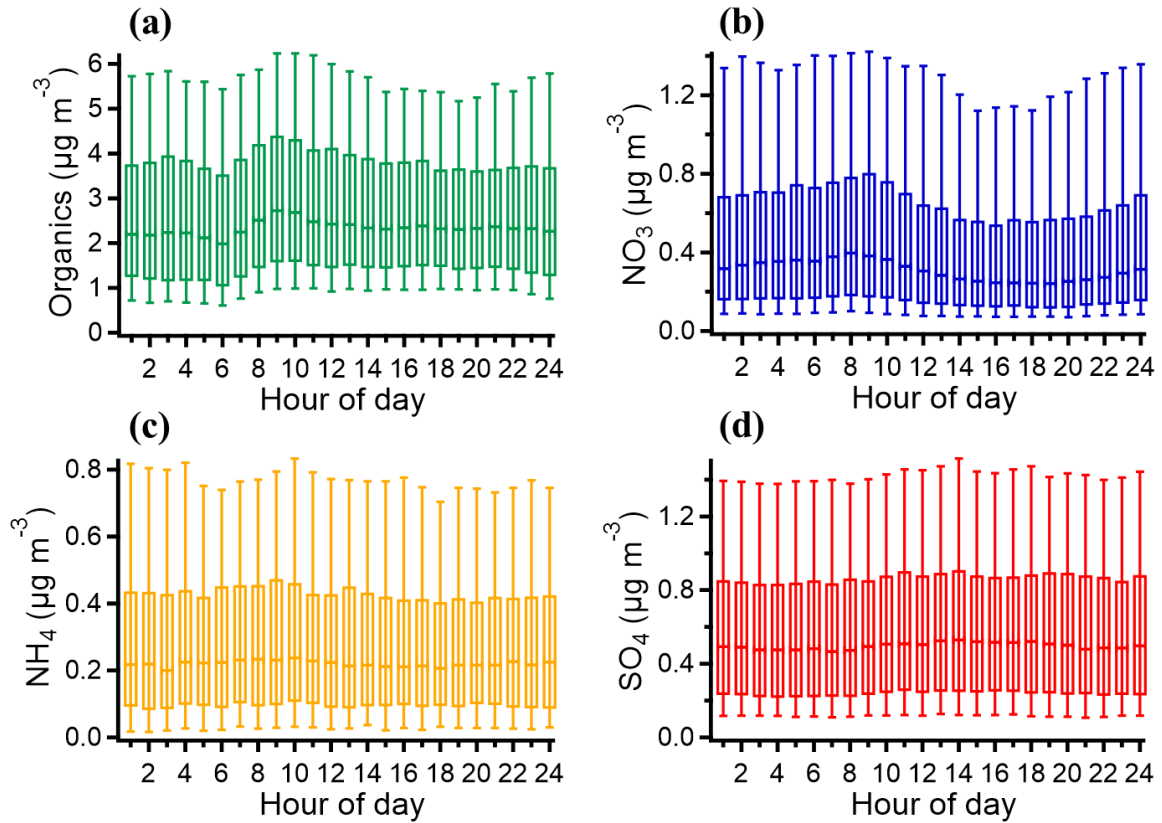 (a)
Organics (µg m⁻³)
6
5
4
3
2
1
0
2 4 6 8 10 12 14 16 18 20 22 24
Hour of day
(b)
NO₃ (µg m⁻³)
1.2
0.8
0.4
0.0
2 4 6 8 10 12 14 16 18 20 22 24
Hour of day
(c)
NH₄ (µg m⁻³)
0.8
0.6
0.4
0.2
0.0
2 4 6 8 10 12 14 16 18 20 22 24
Hour of day
(d)
SO₄ (µg m⁻³)
1.2
0.8
0.4
0.0
2 4 6 8 10 12 14 16 18 20 22 24
Hour of day